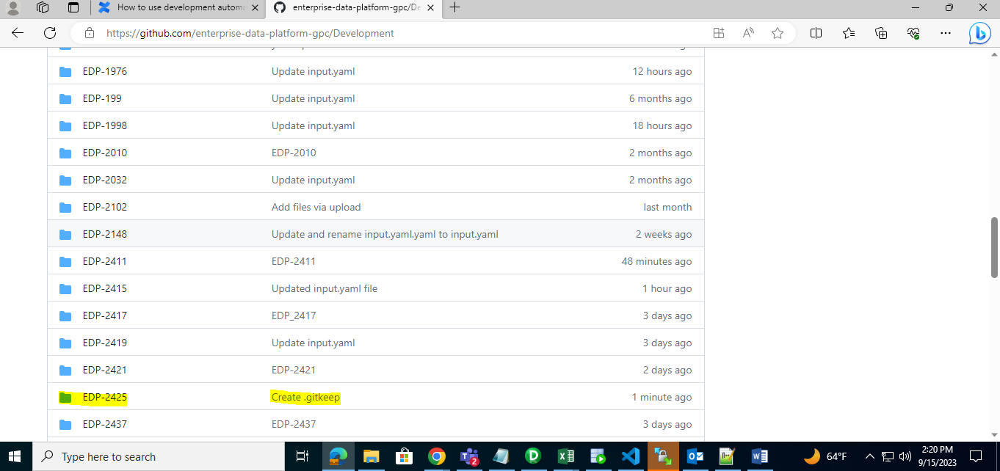 How to use development autom
enterprise-data-platform-gpc/De
https://github.com/enterprise-data-platform-gpc/Development
EDP-1976 Update input.yaml 12 hours ago
EDP-199 Update input.yaml 6 months ago
EDP-1998 Update input.yaml 18 hours ago
EDP-2010 EDP-2010 2 months ago
EDP-2032 Update input.yaml 2 months ago
EDP-2102 Add files via upload last month
EDP-2148 Update and rename input.yaml.yaml to input.yaml 2 weeks ago
EDP-2411 EDP-2411 48 minutes ago
EDP-2415 Updated input.yaml file 1 hour ago
EDP-2417 EDP_2417 3 days ago
EDP-2419 Update input.yaml 3 days ago
EDP-2421 EDP-2421 2 days ago
EDP-2425 Create .gitkeep 1 minute ago
EDP-2437 EDP-2437 3 days ago
Type here to search
2
64°F
2:20 PM
9/15/2023